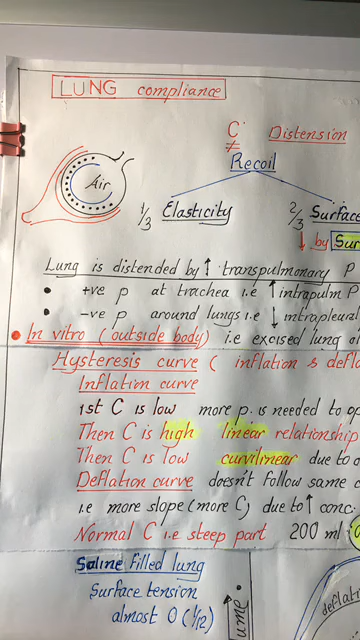 LUNG compliance
C Distension
≠
Recoil
Air
1/3 Elasticity 2/3 Surface
↓ by Sur
Lung is distended by ↑ transpulmonary P
• +ve p at trachea i.e ↑ intrapulm P
• -ve p around lungs i.e ↓ intrapleural
• In vitro (outside body) i.e excised lung
Hysteresis curve ( inflation & defla
Inflation curve
1st C is low more p. is needed to op
Then C is high linear relationship
Then C is low curvilinear due to
Deflation curve doesn't follow same c
i.e more slope (more C) due to ↑ conc.
Normal C i.e steep part 200 ml
Saline filled lung
Surface tension
almost 0 (1/12)
deflati